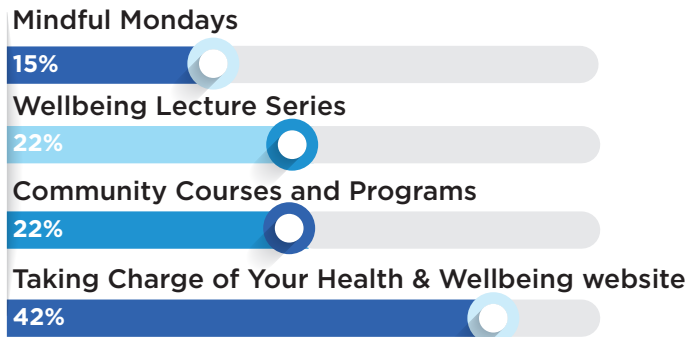 Mindful Mondays
15%
Wellbeing Lecture Series
22%
Community Courses and Programs
22%
Taking Charge of Your Health & Wellbeing website
42%